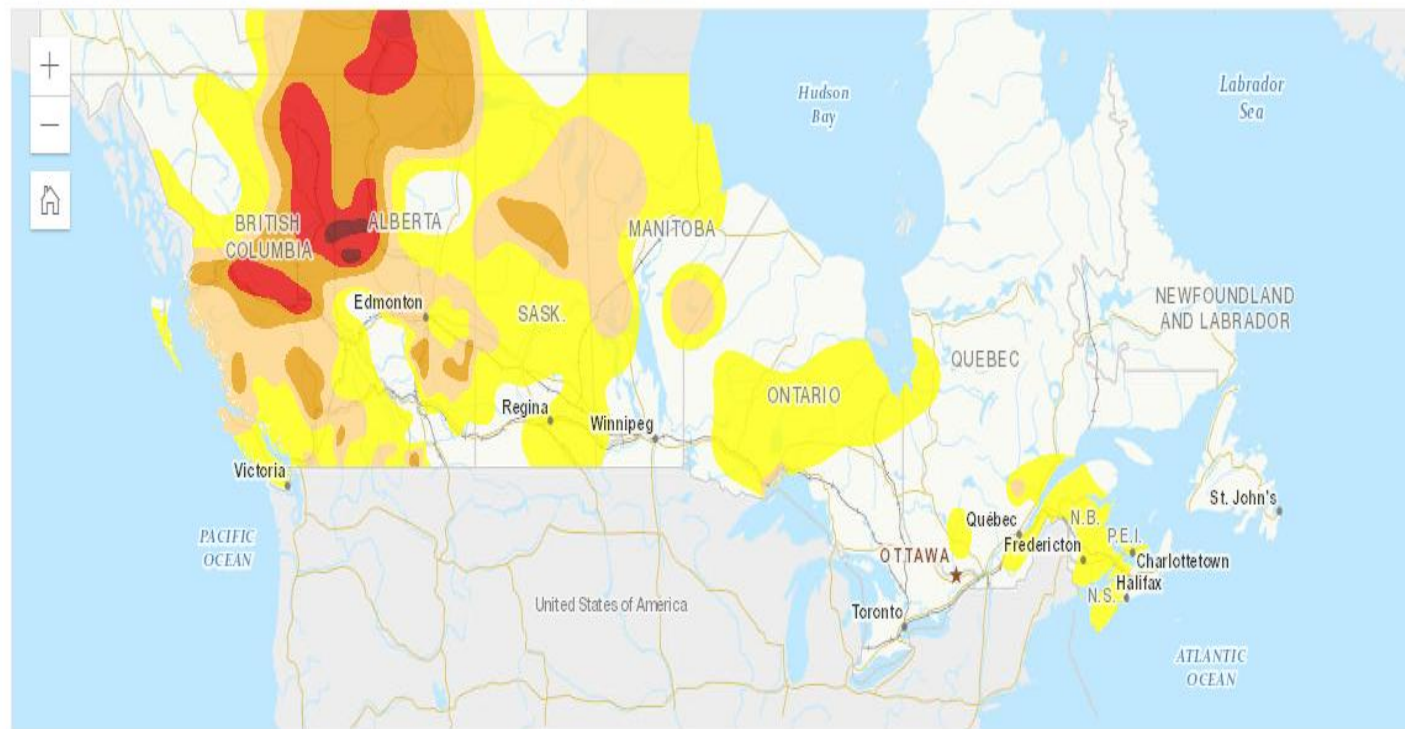 +
−
Hudson
Bay
Labrador
Sea
BRITISH
COLUMBIA
ALBERTA
MANITOBA
Edmonton
SASK.
NEWFOUNDLAND
AND LABRADOR
QUEBEC
ONTARIO
Regina
Winnipeg
Victoria
St. John's
PACIFIC
OCEAN
Québec
N.B.
P.E.I.
OTTAWA
Fredericton
Charlottetown
Halifax
N.S.
United States of America
Toronto
ATLANTIC
OCEAN